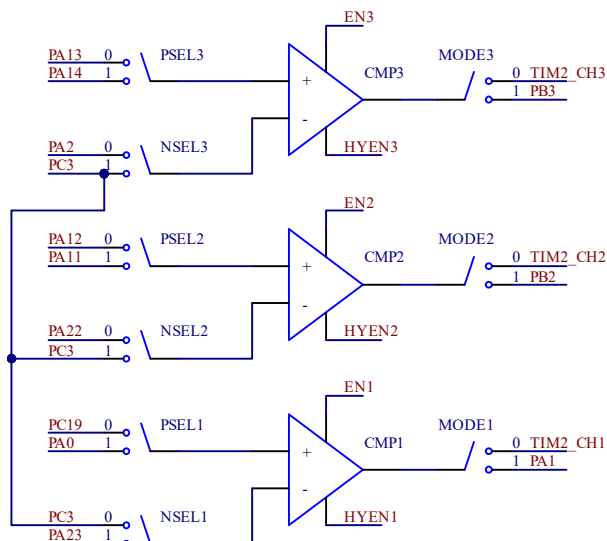 EN3
PA13 0 PSEL3 CMP3 MODE3
PA14 1 + 0 TIM2_CH3
1 PB3
-
PA2 0 NSEL3 HYEN3
PC3 1
EN2
PA12 0 PSEL2 CMP2 MODE2
PA11 1 + 0 TIM2_CH2
1 PB2
-
PA22 0 NSEL2 HYEN2
PC3 1
EN1
PC19 0 PSEL1 CMP1 MODE1
PA0 1 + 0 TIM2_CH1
1 PA1
-
PC3 0 NSEL1 HYEN1
PA23 1